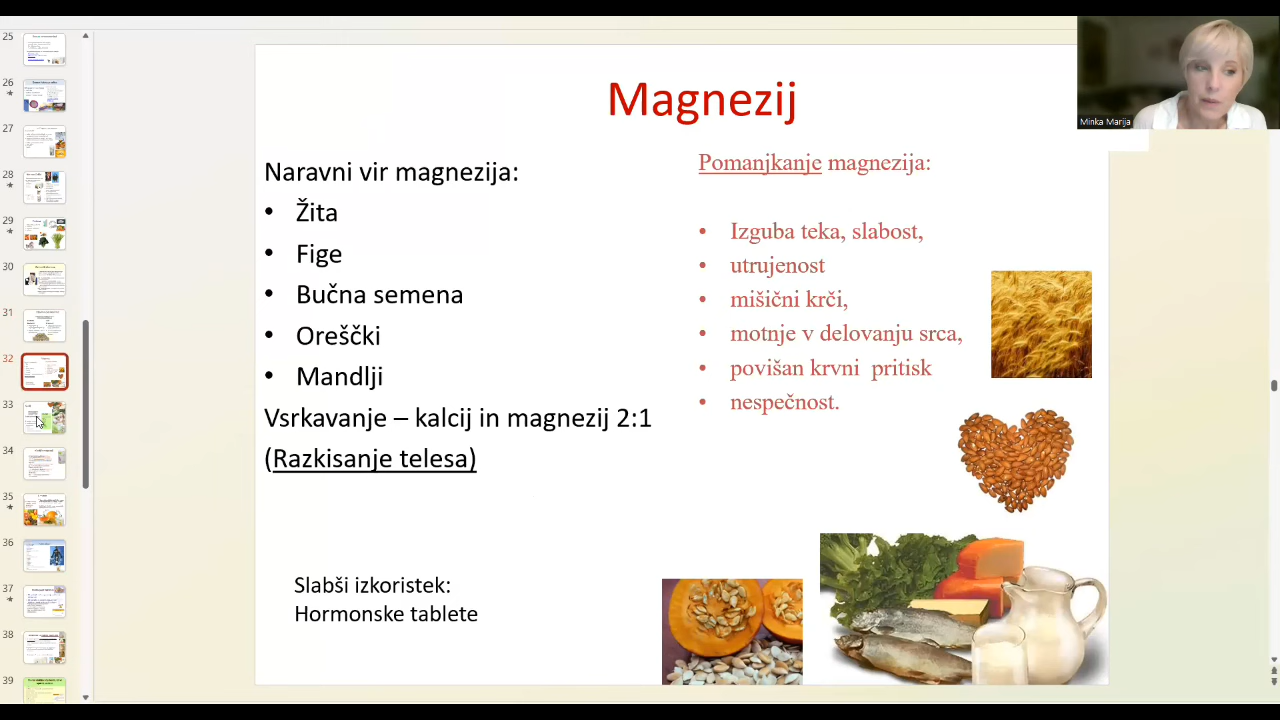 Magnezij
Minka Marija
Naravni vir magnezija:
• Žita
• Fige
• Bučna semena
• Oreščki
• Mandlji
Vsrkavanje – kalcij in magnezij 2:1
(Razkisanje telesa)
Slabši izkoristek:
Hormonske tablete
Pomanjkanje magnezija:
• Izguba teka, slabost,
• utrujenost
• mišični krči,
• motnje v delovanju srca,
• povišan krvni pritisk
• nespečnost.
25
26
27
29
30
31
32
33
35
36
37
38
39